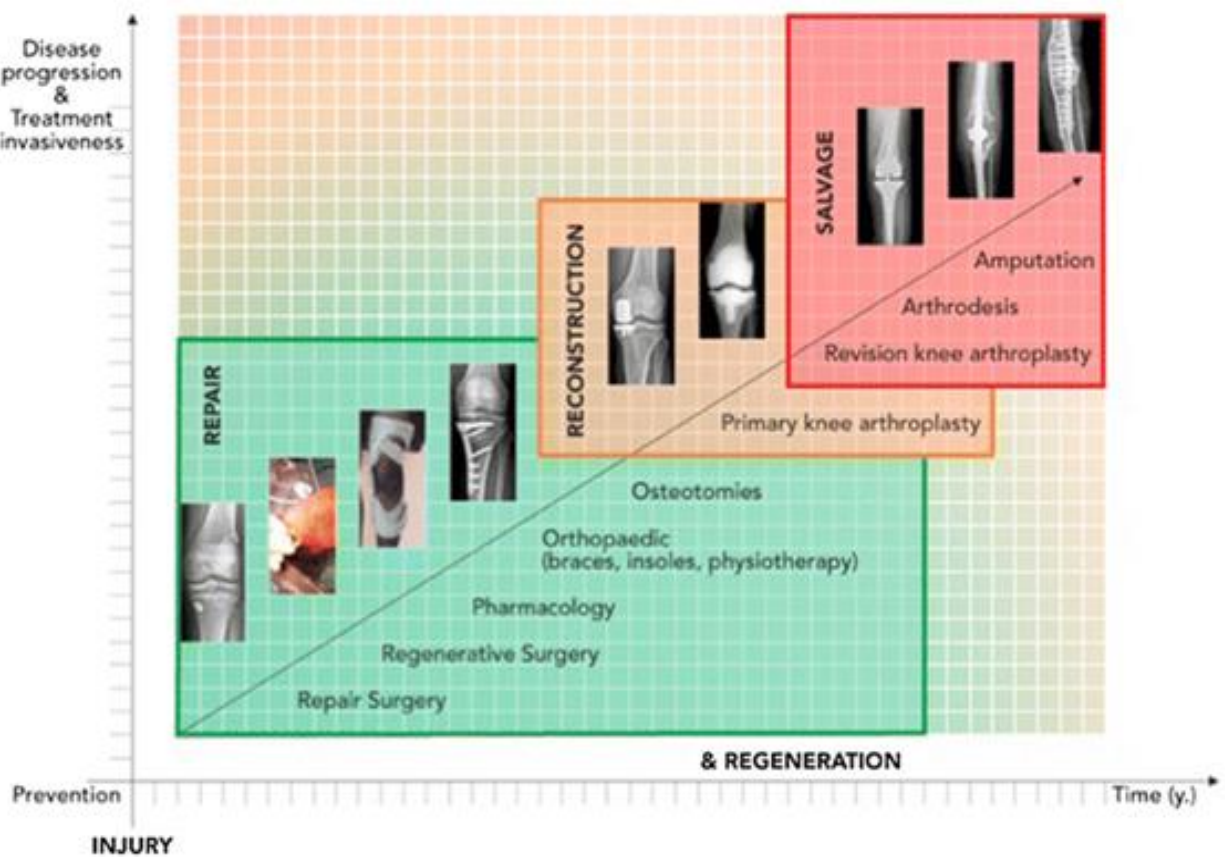 Disease
progression
&
Treatment
invasiveness
SALVAGE
Amputation
Arthrodesis
Revision knee arthroplasty
RECONSTRUCTION
Primary knee arthroplasty
REPAIR
Osteotomies
Orthopaedic
(braces, insoles, physiotherapy)
Pharmacology
Regenerative Surgery
Repair Surgery
& REGENERATION
Prevention
Time (y.)
INJURY